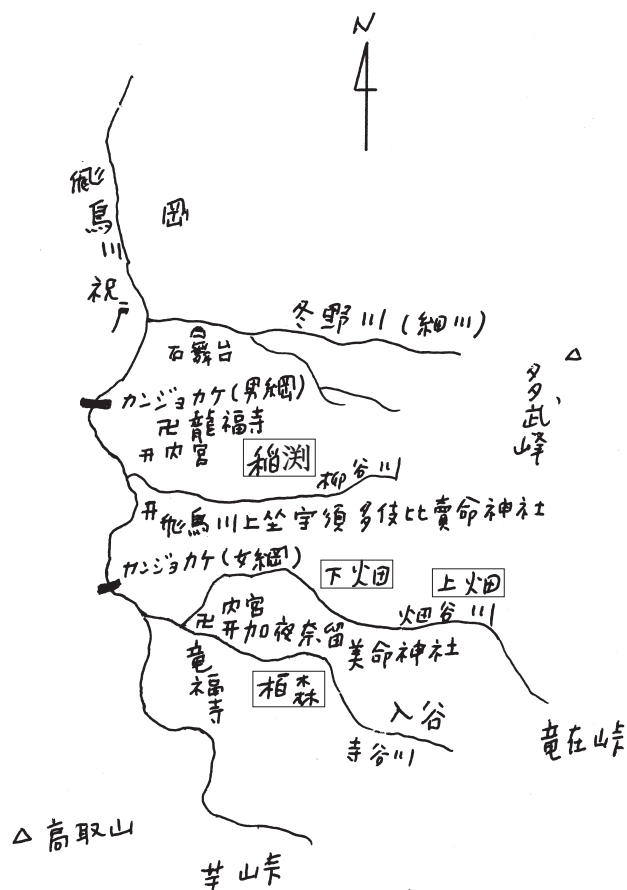 N
飛鳥川
岡
祝戸
冬野川(細川)
石舞台
カンジョカケ(男綱)
多武峰
卍龍福寺
内宮
稲渕
柳谷川
飛鳥川上坐宇須多伎比賣命神社
カンジョカケ(女綱)
下畑
上畑
畑谷川
内宮
卍
加夜奈留美命神社
竜福寺
栢森
入谷
寺谷川
竜在峠
高取山
芋峠